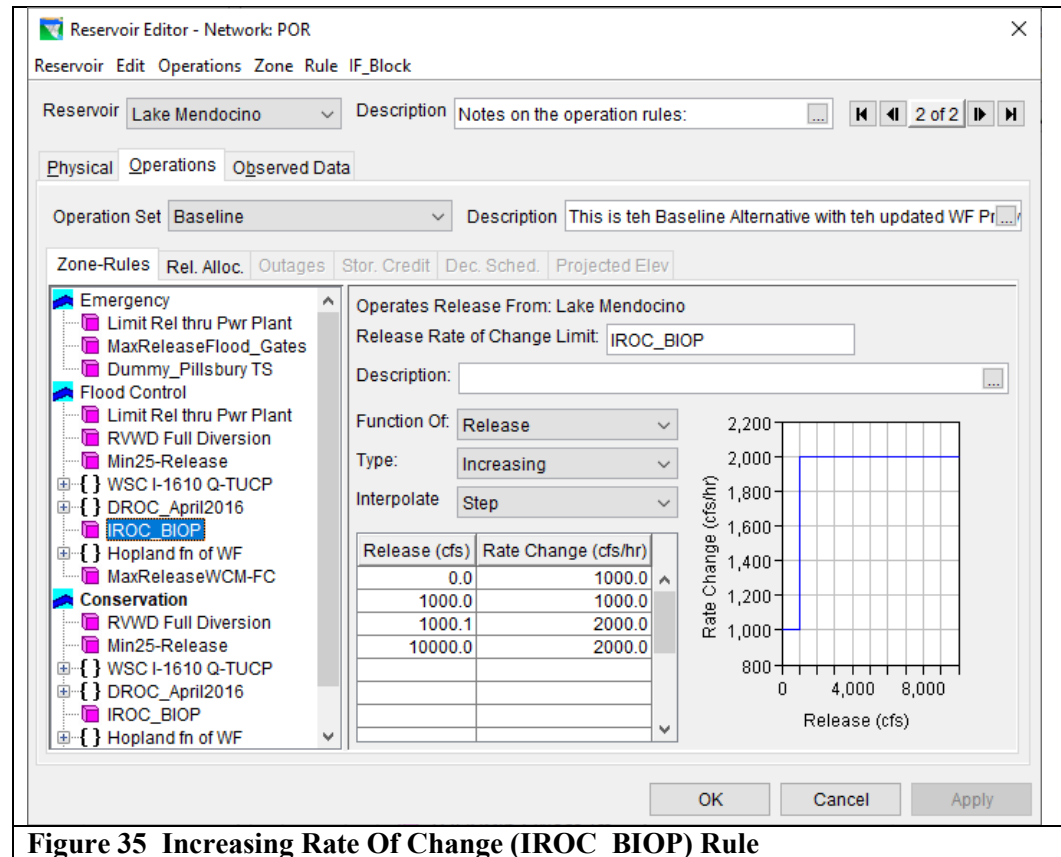 Reservoir Editor - Network: POR
Reservoir Edit Operations Zone Rule IF_Block
Reservoir Lake Mendocino Description Notes on the operation rules: ... 2 of 2
Physical Operations Observed Data
Operation Set Baseline Description This is teh Baseline Alternative with teh updated WF Pr ...
Zone-Rules Rel. Alloc. Outages Stor. Credit Dec. Sched. Projected Elev
Emergency
Limit Rel thru Pwr Plant
MaxReleaseFlood_Gates
Dummy_Pillsbury TS
Flood Control
Limit Rel thru Pwr Plant
RVWD Full Diversion
Min25-Release
{ } WSC I-1610 Q-TUCP
{ } DROC_April2016
IROC_BIOP
{ } Hopland fn of WF
MaxReleaseWCM-FC
Conservation
RVWD Full Diversion
Min25-Release
{ } WSC I-1610 Q-TUCP
{ } DROC_April2016
IROC_BIOP
{ } Hopland fn of WF
Operates Release From: Lake Mendocino
Release Rate of Change Limit: IROC_BIOP
Description: ...
Function Of: Release
Type: Increasing
Interpolate Step
Release (cfs) Rate Change (cfs/hr)
0.0 1000.0
1000.0 1000.0
1000.1 2000.0
10000.0 2000.0
Rate Change (cfs/hr)
2,200
2,000
1,800
1,600
1,400
1,200
1,000
800
0 4,000 8,000
Release (cfs)
OK Cancel Apply
Figure 35 Increasing Rate Of Change (IROC_BIOP) Rule